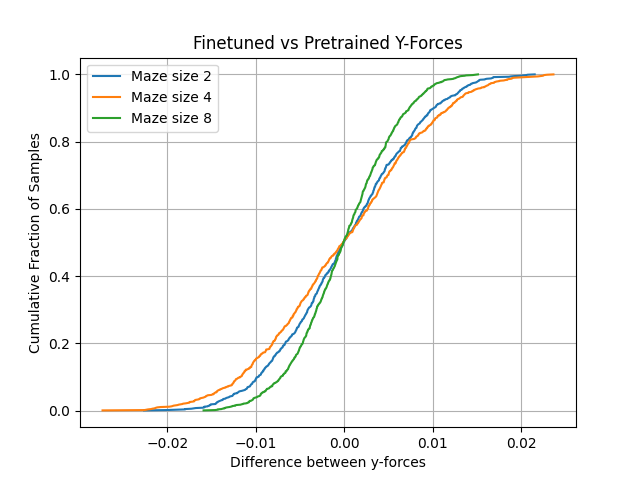 Finetuned vs Pretrained Y-Forces
Maze size 2
Maze size 4
Maze size 8
Cumulative Fraction of Samples
1.0
0.8
0.6
0.4
0.2
0.0
−0.02
−0.01
0.00
0.01
0.02
Difference between y-forces